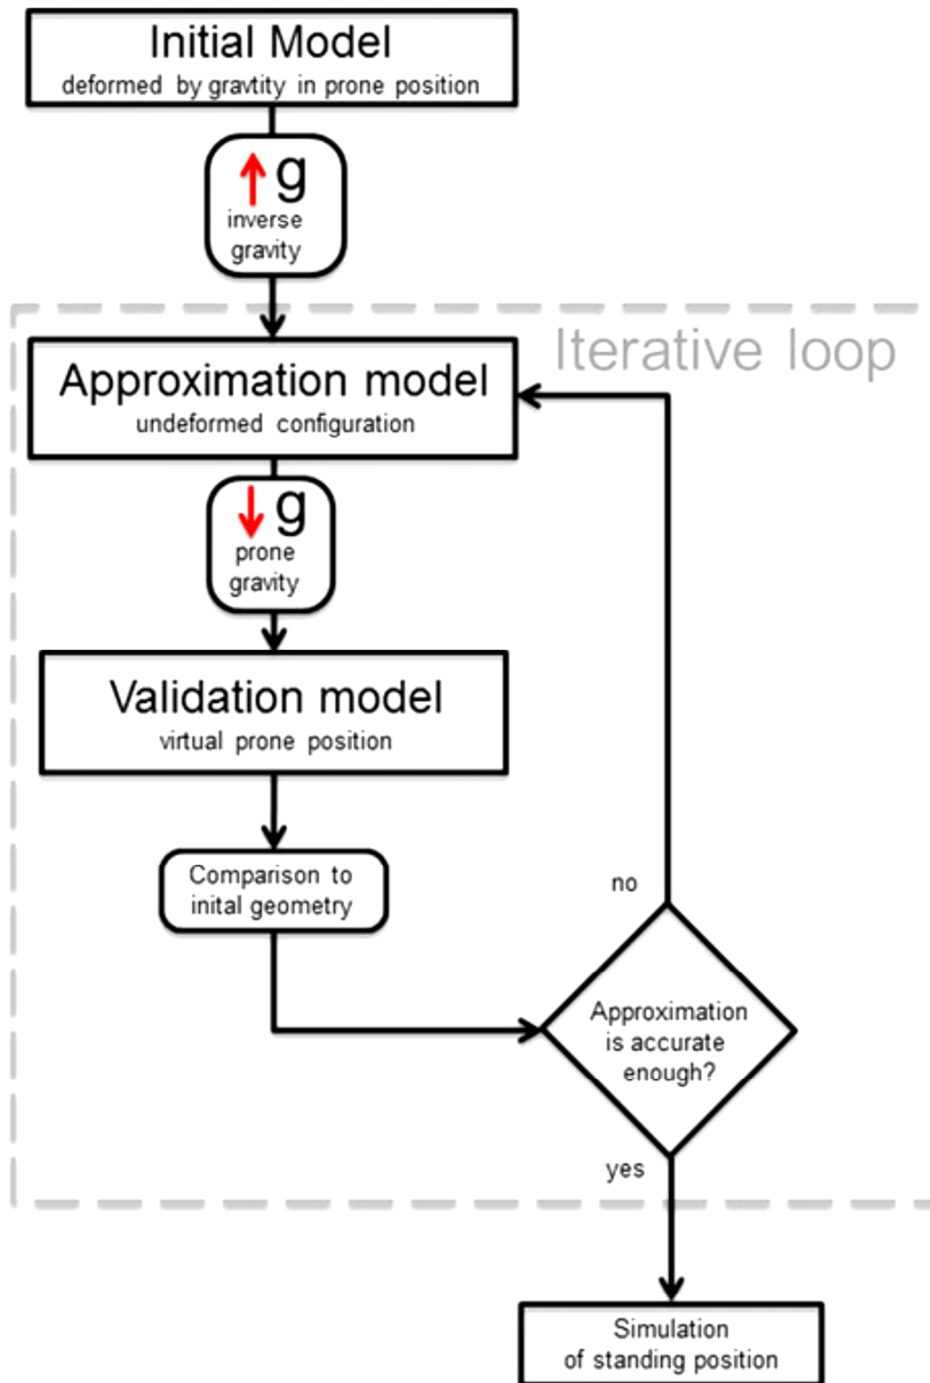 Initial Model
deformed by gravtity in prone position
g
inverse
gravity
Iterative loop
Approximation model
undeformed configuration
g
prone
gravity
Validation model
virtual prone position
Comparison to
inital geometry
no
Approximation
is accurate
enough?
yes
Simulation
of standing position